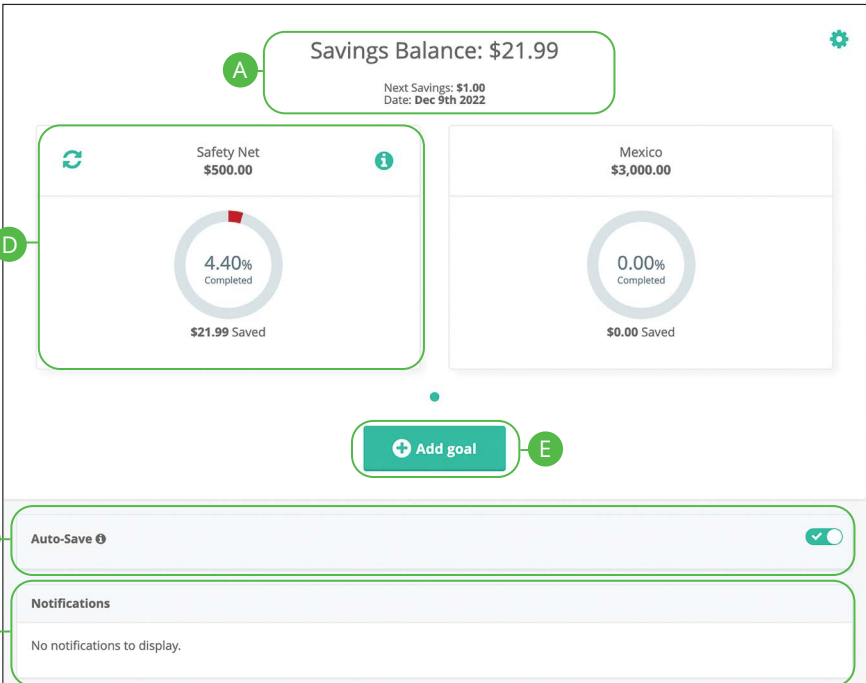 Savings Balance: $21.99
A
Next Savings: $1.00
Date: Dec 9th 2022
Safety Net
$500.00
Mexico
$3,000.00
D
4.40%
Completed
$21.99 Saved
0.00%
Completed
$0.00 Saved
Add goal
E
Auto-Save
Notifications
No notifications to display.